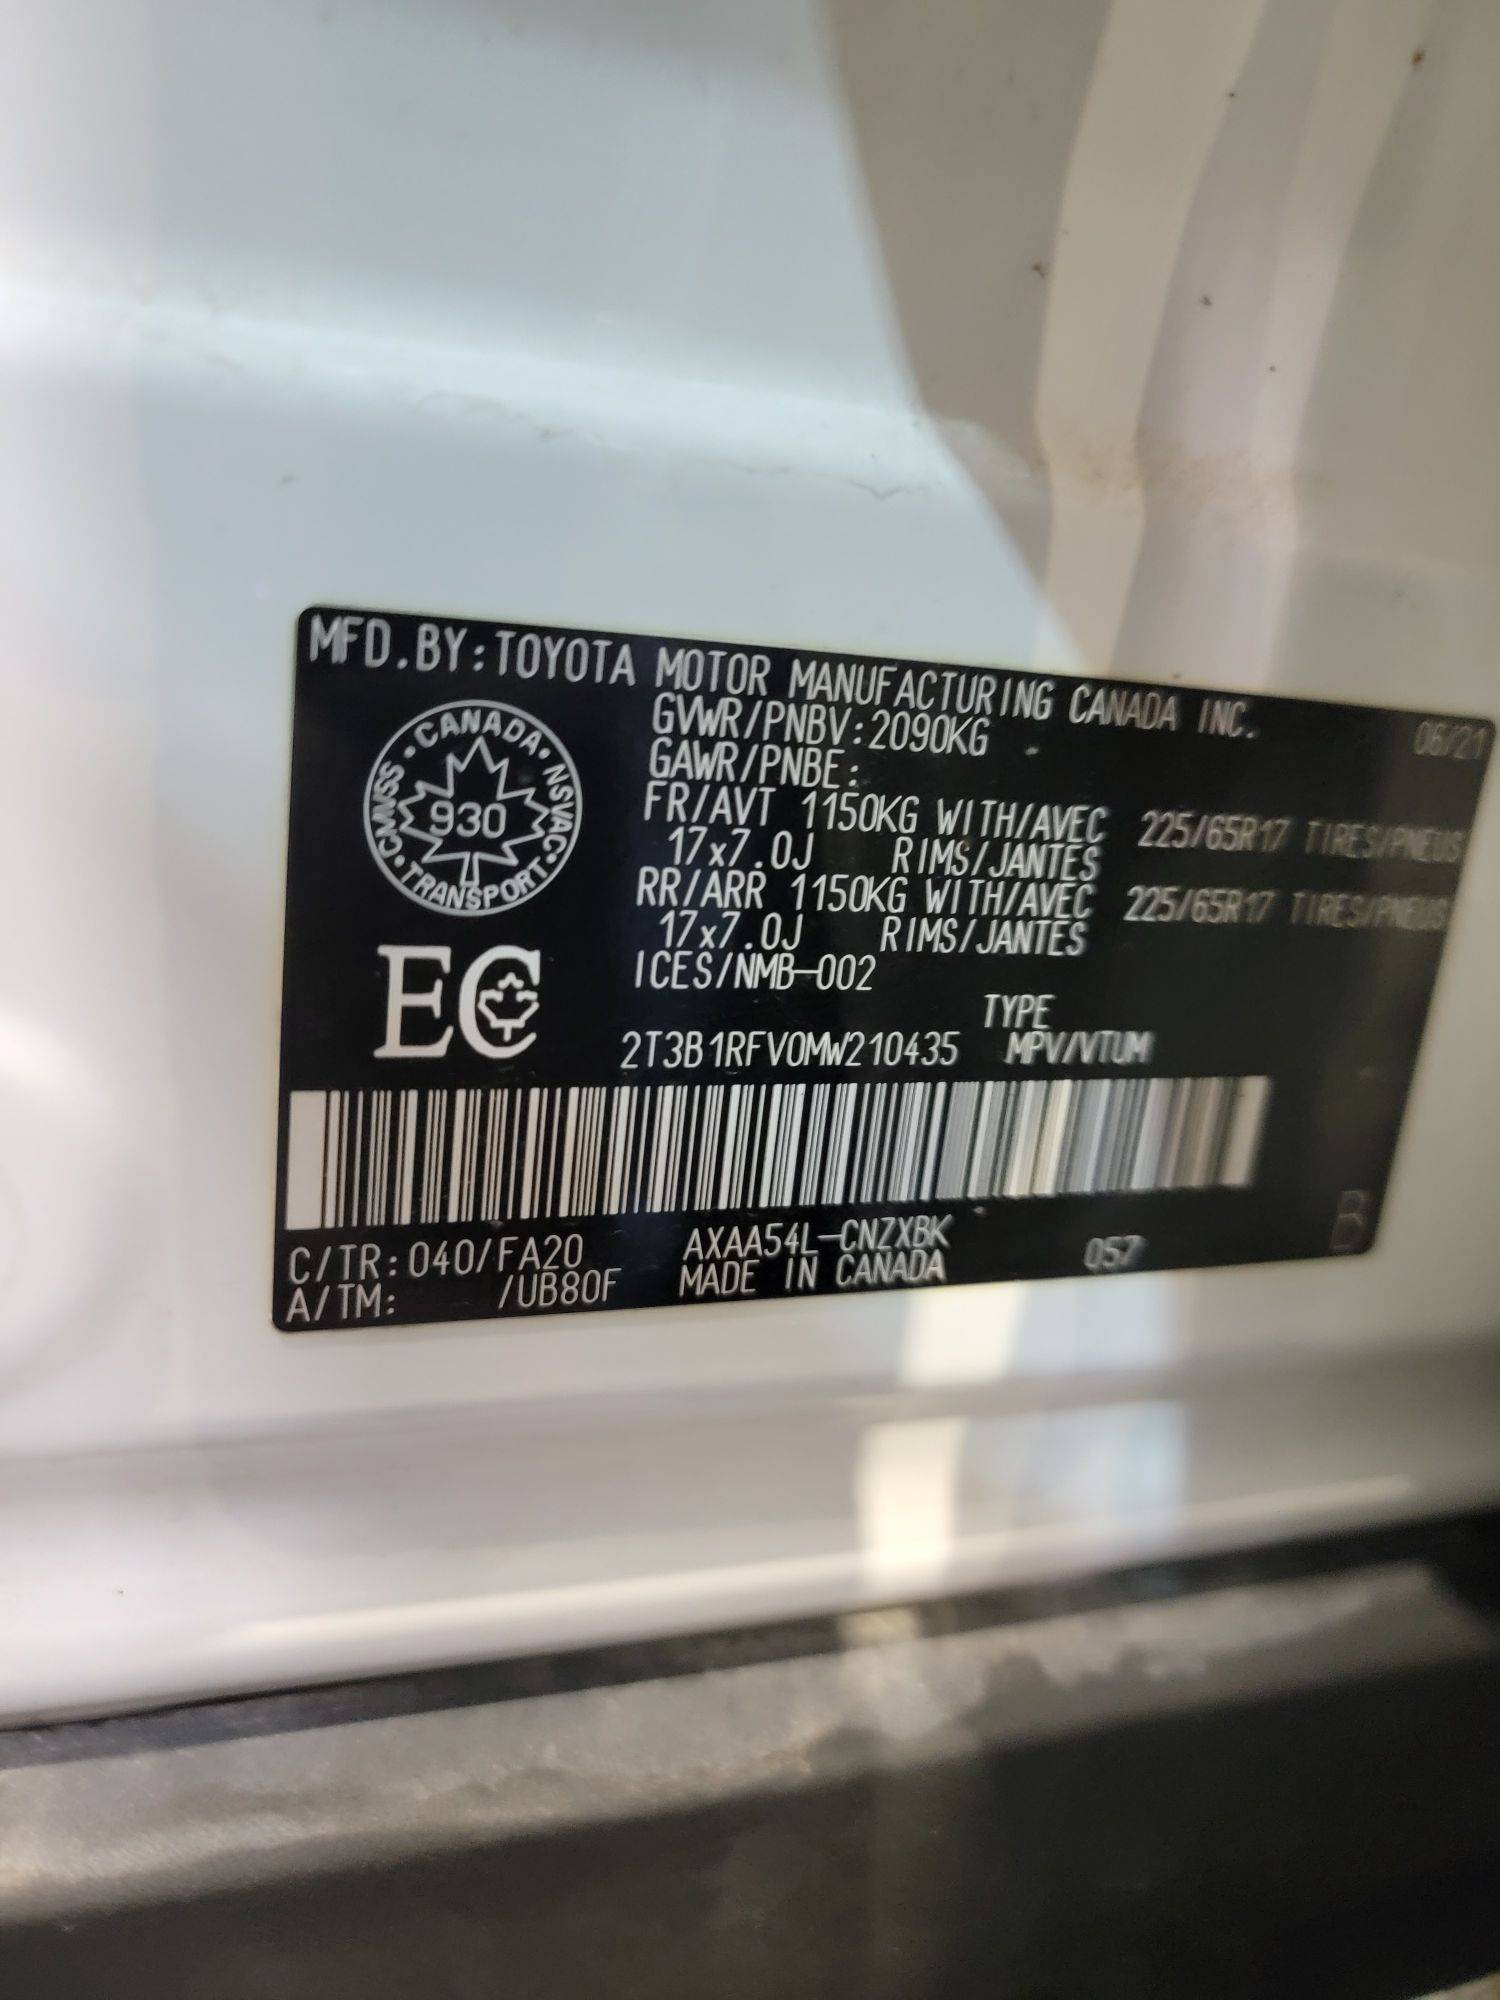 MFD.BY:TOYOTA MOTOR MANUFACTURING CANADA INC. 06/21
GVWR/PNBV:2090KG
GAWR/PNBE:
FR/AVT 1150KG WITH/AVEC 225/65R17 TIRES/PNEUS
17x7.0J RIMS/JANTES
RR/ARR 1150KG WITH/AVEC 225/65R17 TIRES/PNEUS
17x7.0J RIMS/JANTES
ICES/NMB-002
CANADA • NSVAC • TRANSPORT • CMVSS •
930
EC
TYPE
2T3B1RFV0MW210435 MPV/VTUM
C/TR:040/FA20 AXAA54L-CNZXBK 057 B
A/TM: /UB80F MADE IN CANADA